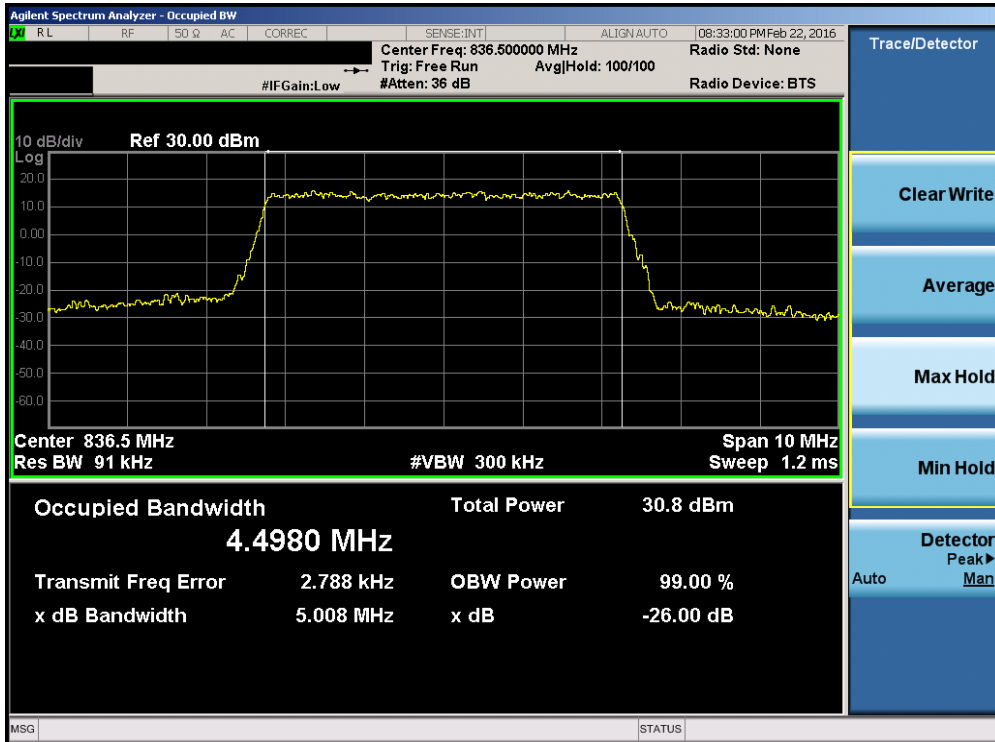 Agilent Spectrum Analyzer - Occupied BW
LXI RL RF 50 Ω AC CORREC SENSE:INT ALIGN AUTO 08:33:00 PM Feb 22, 2016
Center Freq: 836.500000 MHz Radio Std: None
Trig: Free Run Avg|Hold: 100/100
#IFGain:Low #Atten: 36 dB Radio Device: BTS
Trace/Detector
10 dB/div Ref 30.00 dBm
Log
20.0
10.0
0.00
-10.0
-20.0
-30.0
-40.0
-50.0
-60.0
Center 836.5 MHz Span 10 MHz
Res BW 91 kHz #VBW 300 kHz Sweep 1.2 ms
Occupied Bandwidth Total Power 30.8 dBm
4.4980 MHz
Transmit Freq Error 2.788 kHz OBW Power 99.00 %
x dB Bandwidth 5.008 MHz x dB -26.00 dB
Clear Write
Average
Max Hold
Min Hold
Detector
Peak▶
Auto Man
MSG STATUS